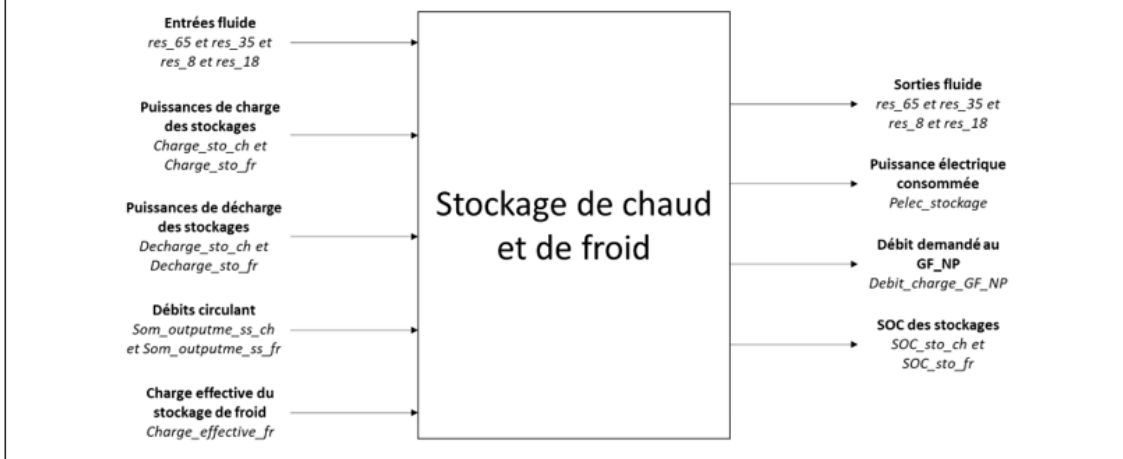 Entrées fluide
res_65 et res_35 et
res_8 et res_18
Puissances de charge
des stockages
Charge_sto_ch et
Charge_sto_fr
Puissances de décharge
des stockages
Decharge_sto_ch et
Decharge_sto_fr
Débits circulant
Som_outputme_ss_ch
et Som_outputme_ss_fr
Charge effective du
stockage de froid
Charge_effective_fr
Stockage de chaud
et de froid
Sorties fluide
res_65 et res_35 et
res_8 et res_18
Puissance électrique
consommée
Pelec_stockage
Débit demandé au
GF_NP
Debit_charge_GF_NP
SOC des stockages
SOC_sto_ch et
SOC_sto_fr